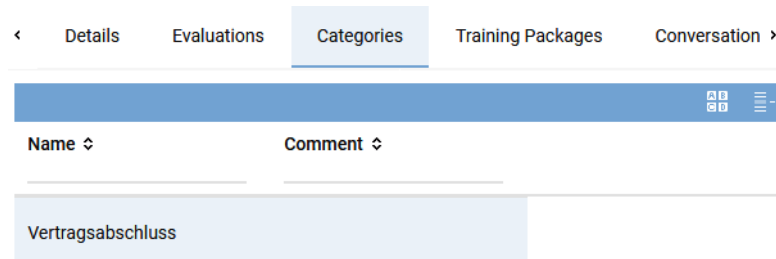 Details Evaluations Categories Training Packages Conversation
A B
C D
Name Comment
Vertragsabschluss